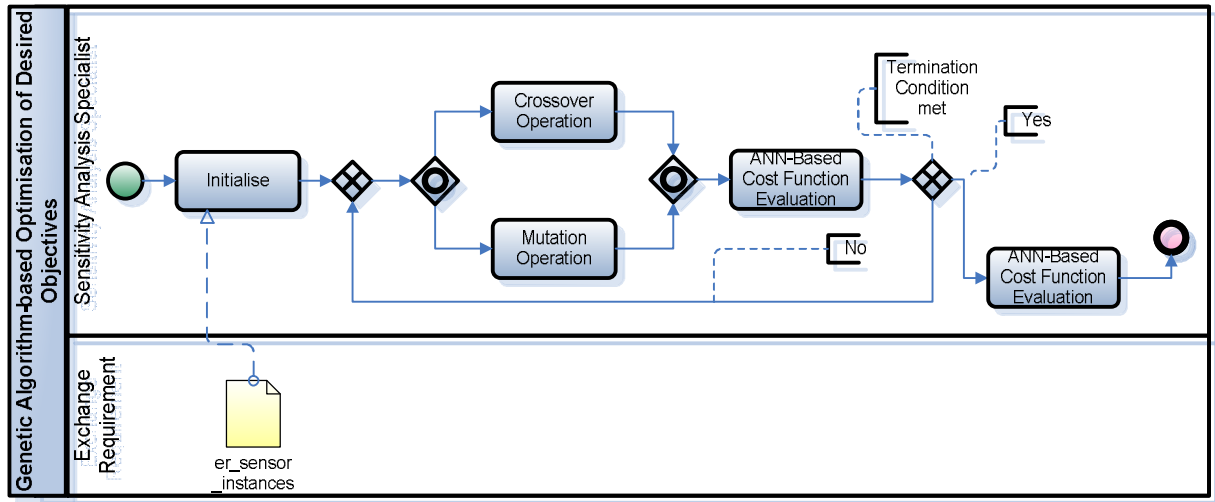 Genetic Algorithm-based Optimisation of Desired
Objectives
Sensitivity Analysis Specialist
Initialise
Crossover
Operation
Mutation
Operation
ANN-Based
Cost Function
Evaluation
Termination
Condition
met
Yes
No
ANN-Based
Cost Function
Evaluation
Exchange
Requirement
er_sensor
_instances